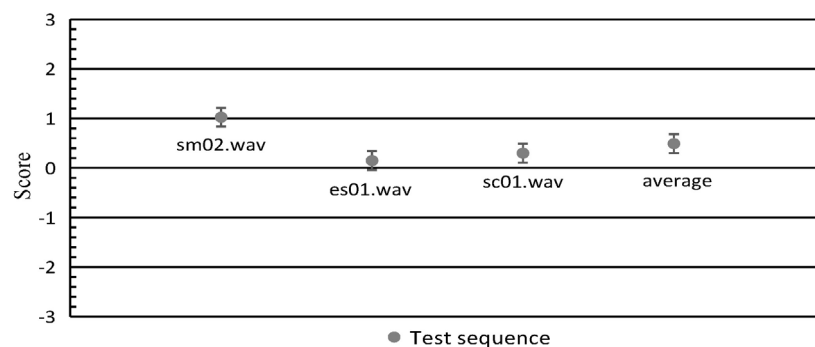 3
2
1
sm02.wav
0
es01.wav
sc01.wav
average
-1
-2
-3
Score
Test sequence